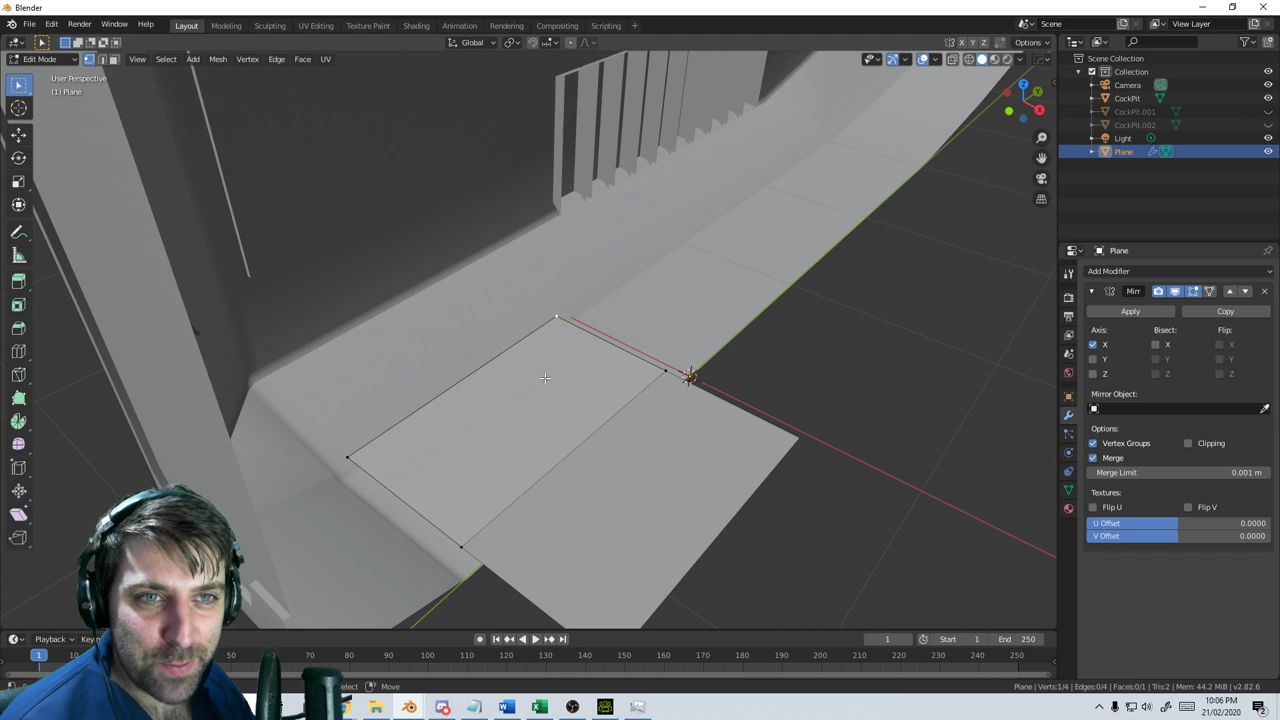 Blender
File Edit Render Window Help Layout Modeling Sculpting UV Editing Texture Paint Shading Animation Rendering Compositing Scripting + Scene View Layer
Global X Y Z Options
Edit Mode View Select Add Mesh Vertex Edge Face UV
User Perspective
(1) Plane
Z
Y
X
Scene Collection
Collection
Camera
CockPit
CockPit.001
CockPit.002
Light
Plane
Plane
Add Modifier
Mirr
Apply Copy
Axis: Bisect: Flip:
X X X
Y Y Y
Z Z Z
Mirror Object:
Options:
Vertex Groups Clipping
Merge
Merge Limit 0.001 m
Textures:
Flip U Flip V
U Offset 0.0000
V Offset 0.0000
Playback 1 Start 1 End 250
1 50 60 70 80 90 100 110 120 130 140 150 160 170 180 190 200 210 220 230 240 250
Select Move Plane | Verts:1/4 | Edges:0/4 | Faces:0/1 | Tris:2 | Mem: 44.2 MiB | v2.82.6
10:06 PM
21/02/2020
2